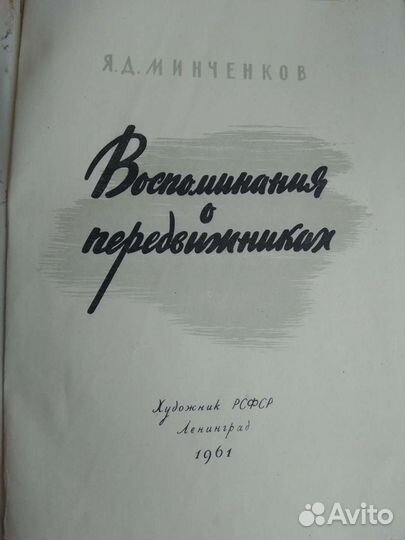 Я.Д.МИНЧЕНКОВ
Воспоминания
о
передвижниках
Художник РСФСР
Ленинград
1961
Avito